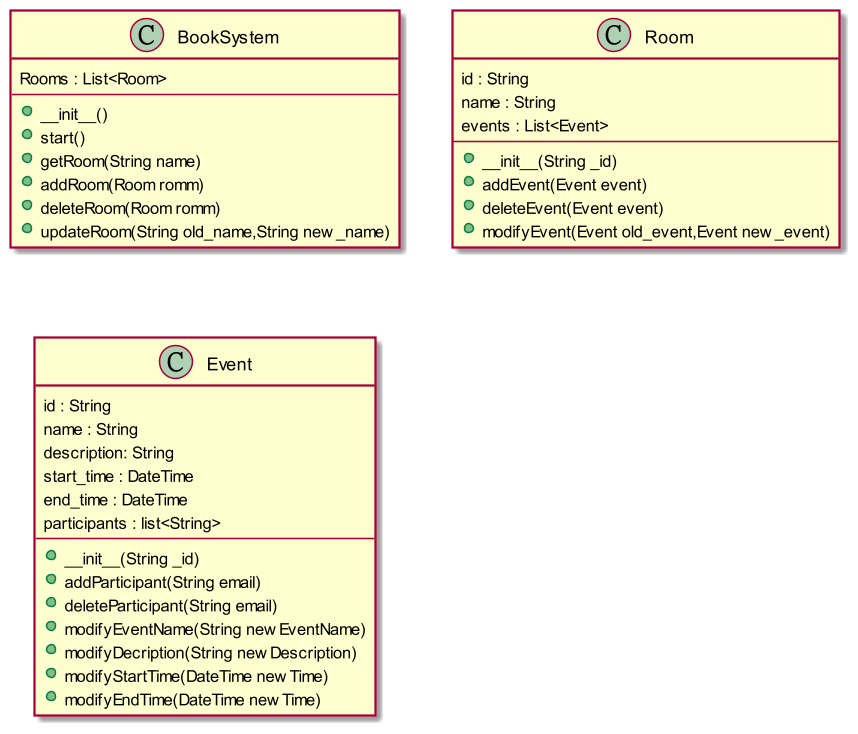 C BookSystem
Rooms : List<Room>
__init__()
start()
getRoom(String name)
addRoom(Room romm)
deleteRoom(Room romm)
updateRoom(String old_name,String new_name)
C Room
id : String
name : String
events : List<Event>
__init__(String _id)
addEvent(Event event)
deleteEvent(Event event)
modifyEvent(Event old_event,Event new_event)
C Event
id : String
name : String
description: String
start_time : DateTime
end_time : DateTime
participants : list<String>
__init__(String _id)
addParticipant(String email)
deleteParticipant(String email)
modifyEventName(String new EventName)
modifyDecription(String new Description)
modifyStartTime(DateTime new Time)
modifyEndTime(DateTime new Time)